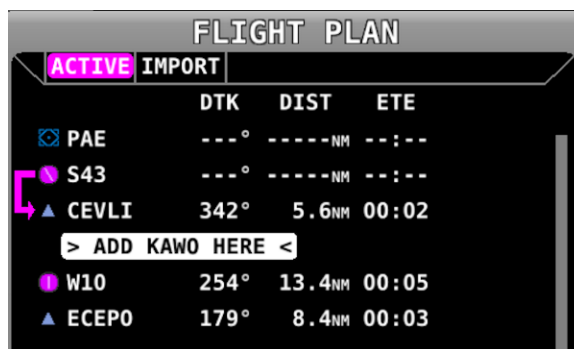 FLIGHT PLAN
ACTIVE IMPORT
DTK DIST ETE
PAE ---° -----NM --:--
S43 ---° -----NM --:--
CEVLI 342° 5.6NM 00:02
> ADD KAWO HERE <
W10 254° 13.4NM 00:05
ECEPO 179° 8.4NM 00:03